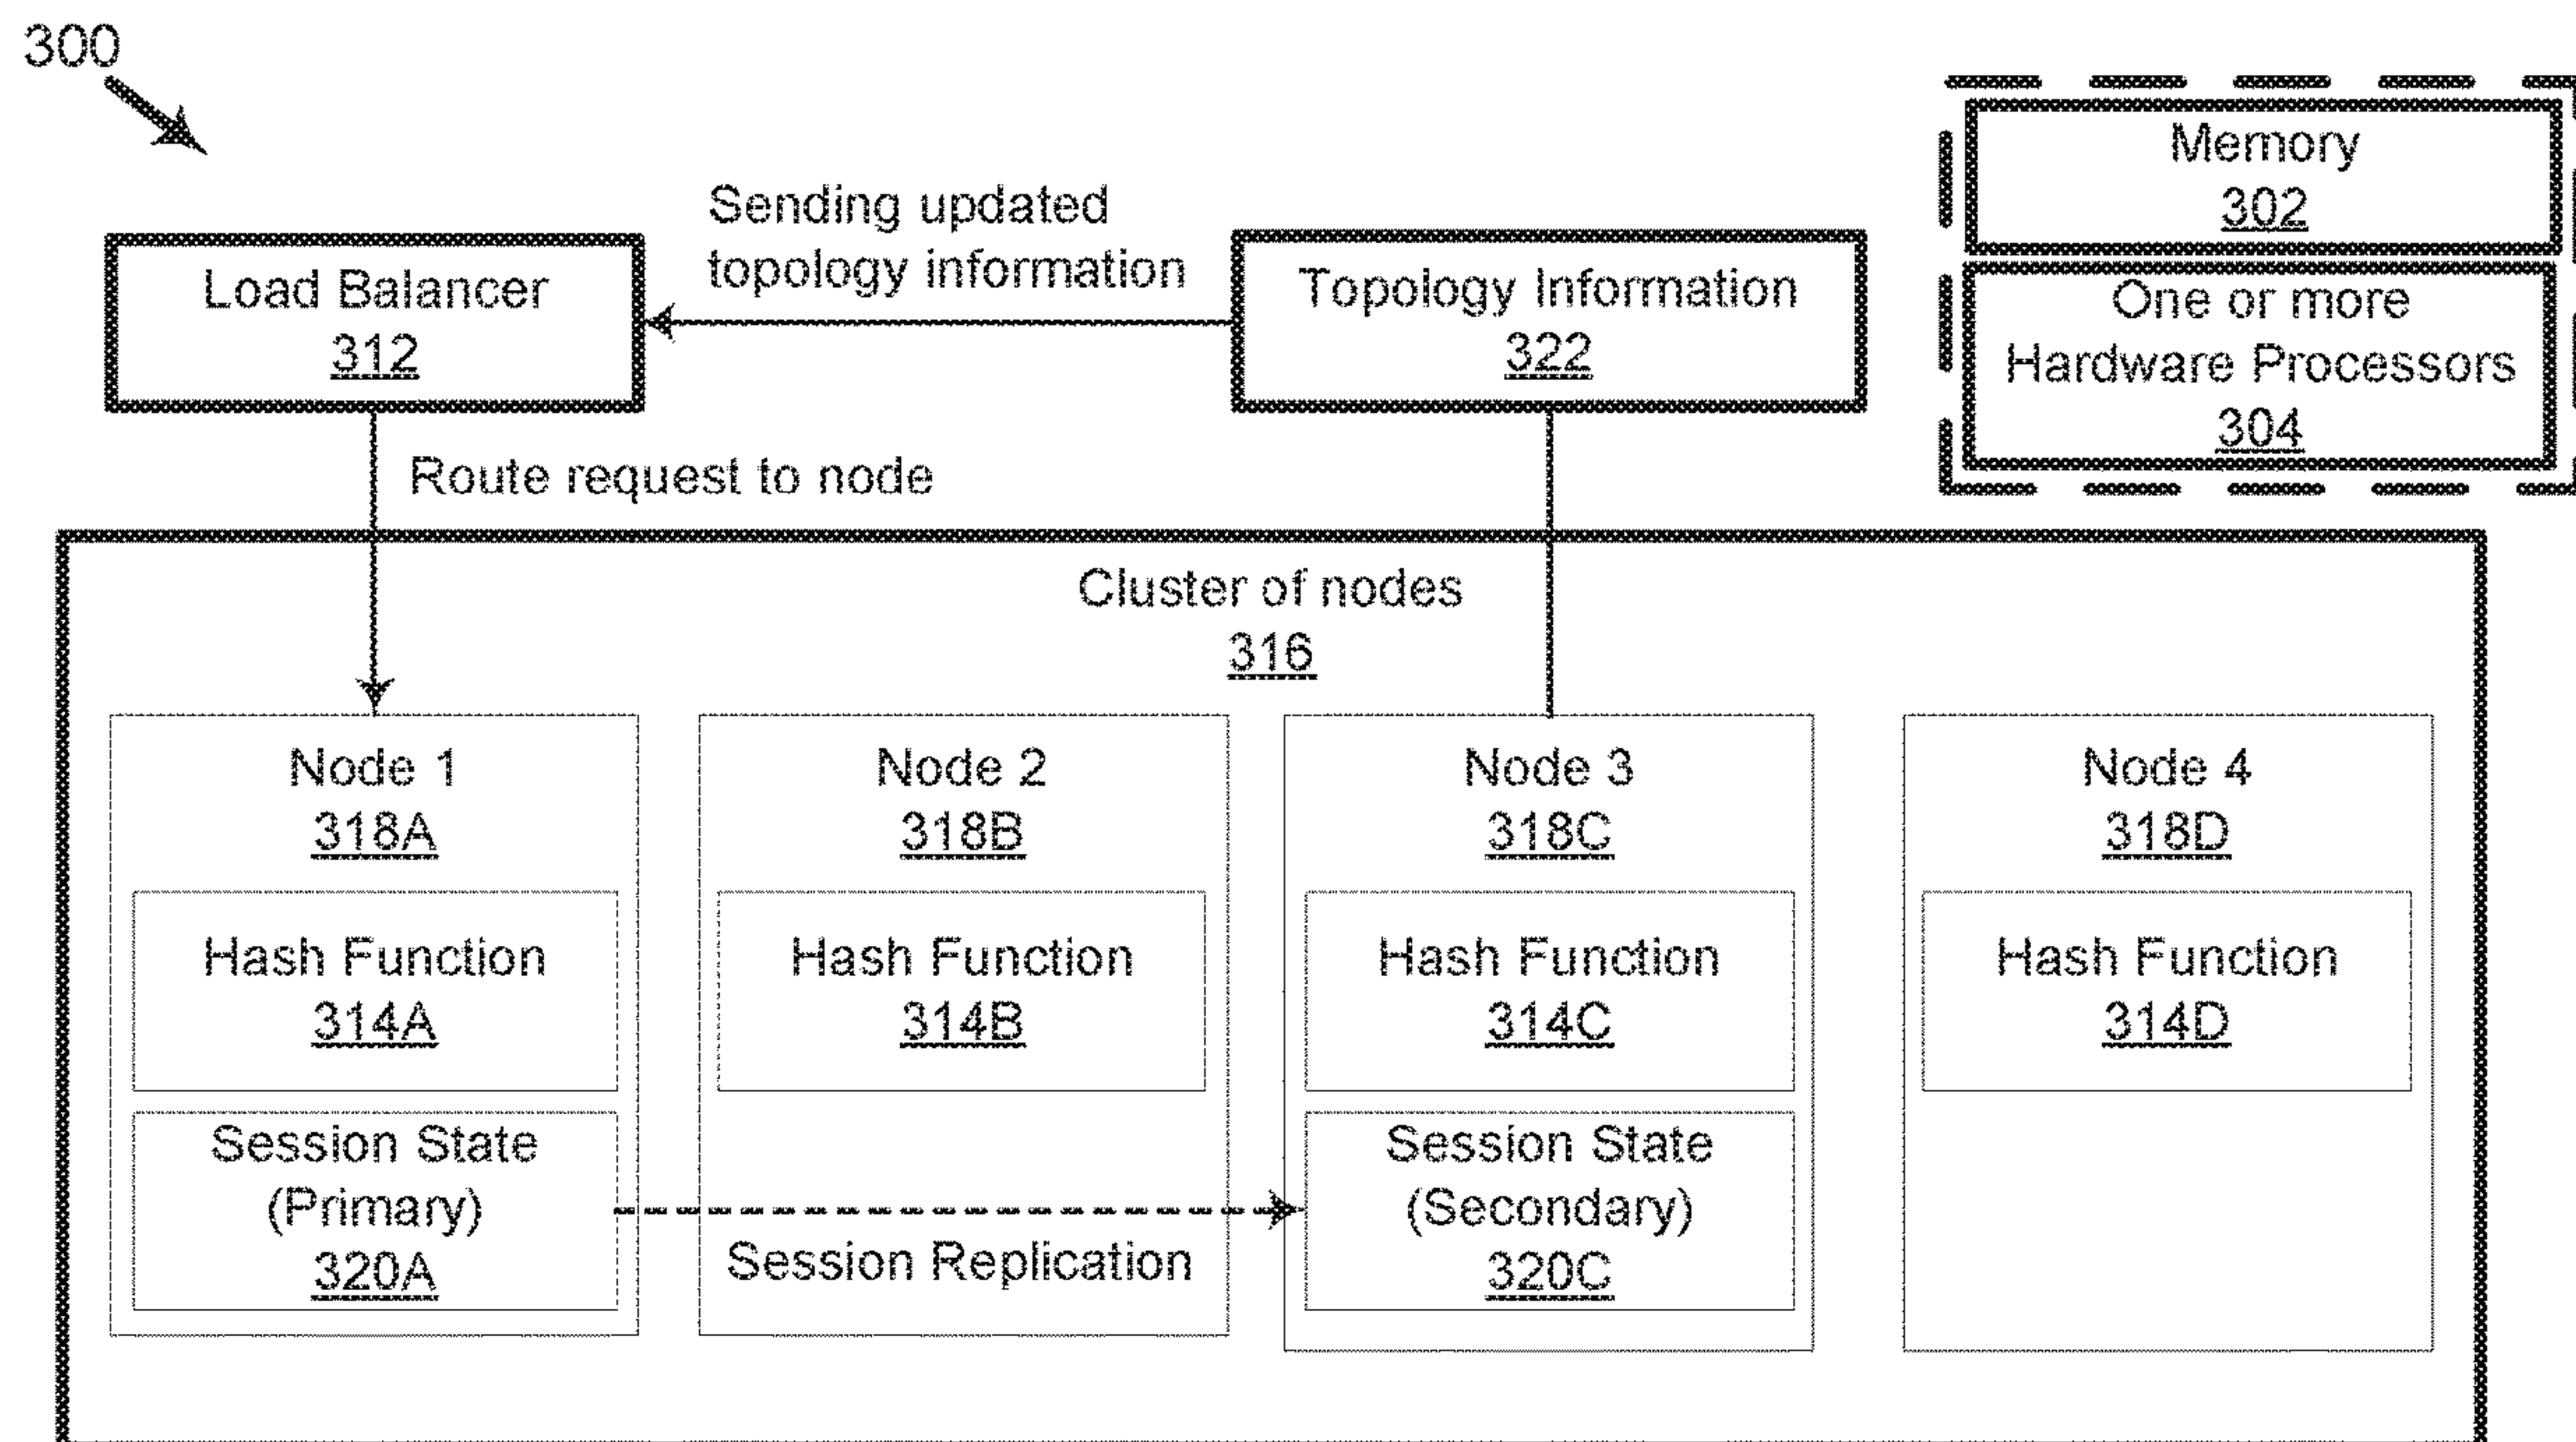 300
Memory
302
One or more
Hardware Processors
304
Sending updated
topology information
Load Balancer
312
Topology Information
322
Route request to node
Cluster of nodes
316
Node 1
318A
Hash Function
314A
Session State
(Primary)
320A
Node 2
318B
Hash Function
314B
Session Replication
Node 3
318C
Hash Function
314C
Session State
(Secondary)
320C
Node 4
318D
Hash Function
314D